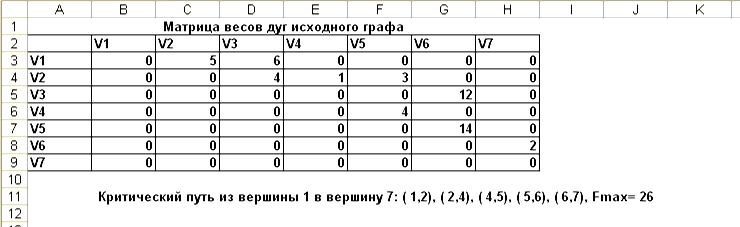 A B C D E F G H I J K
1 Матрица весов дуг исходного графа
2 V1 V2 V3 V4 V5 V6 V7
3 V1 0 5 6 0 0 0 0
4 V2 0 0 4 1 3 0 0
5 V3 0 0 0 0 0 12 0
6 V4 0 0 0 0 4 0 0
7 V5 0 0 0 0 0 14 0
8 V6 0 0 0 0 0 0 2
9 V7 0 0 0 0 0 0 0
10
11 Критический путь из вершины 1 в вершину 7: ( 1,2), ( 2,4), ( 4,5), ( 5,6), ( 6,7), Fmax= 26
12